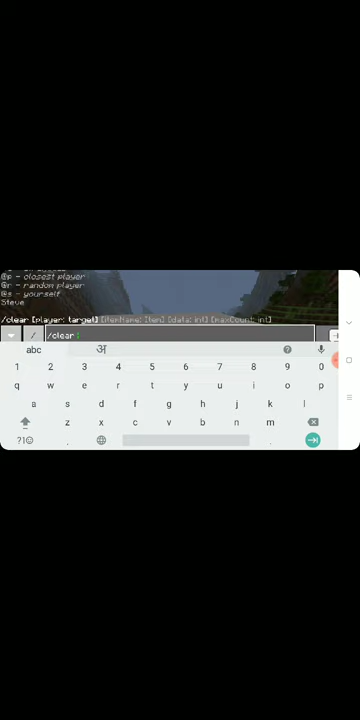 @p - closest player
@r - random player
@s - yourself
Steve
/clear [player: target] [itemName: Item] [data: int] [maxCount: int]
/ /clear
abc अ
1 2 3 4 5 6 7 8 9 0
q w e r t y u i o p
a s d f g h j k l
z x c v b n m
?1☺ , .